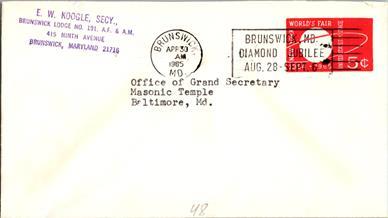 E. W. KOOGLE, SECY.,
BRUNSWICK LODGE NO. 191, A.F. & A.M.
415 NINTH AVENUE
BRUNSWICK, MARYLAND 21716
BRUNSWICK
APR 30
AM
1965
MD.
BRUNSWICK, MD.
DIAMOND JUBILEE
AUG. 28-SEPT.
WORLD'S FAIR
5¢
Office of Grand Secretary
Masonic Temple
Baltimore, Md.
48